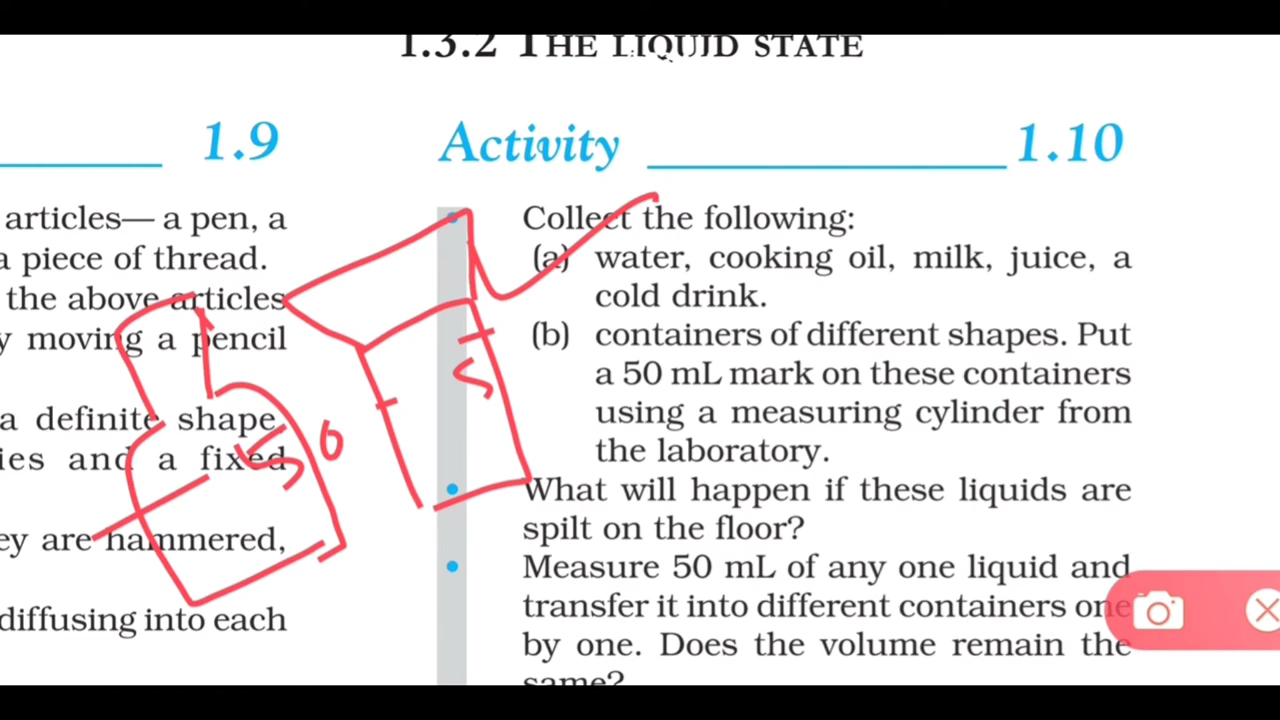 1.3.2 THE LIQUID STATE
1.9
articles— a pen, a
a piece of thread.
the above articles
y moving a pencil
a definite shape,
ies and a fixed
ey are hammered,
diffusing into each
50
5
Activity 1.10
Collect the following:
(a) water, cooking oil, milk, juice, a
cold drink.
(b) containers of different shapes. Put
a 50 mL mark on these containers
using a measuring cylinder from
the laboratory.
What will happen if these liquids are
spilt on the floor?
Measure 50 mL of any one liquid and
transfer it into different containers one
by one. Does the volume remain the
same?